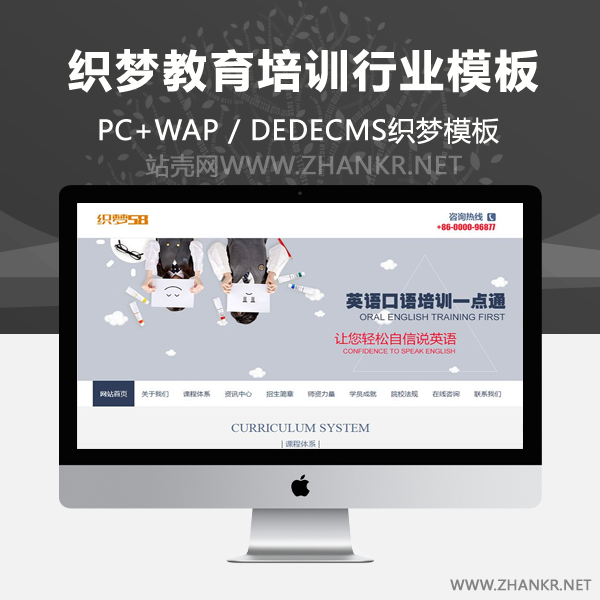 织梦教育培训行业模板
PC+WAP / DEDECMS织梦模板
站壳网WWW.ZHANKR.NET
织梦58
咨询热线
+86-0000-96877
英语口语培训一点通
ORAL ENGLISH TRAINING FIRST
让您轻松自信说英语
CONFIDENCE TO SPEAK ENGLISH
网站首页 关于我们 课程体系 资讯中心 招生简章 师资力量 学员成就 院校法规 在线咨询 联系我们
CURRICULUM SYSTEM
| 课程体系 |
WWW.ZHANKR.NET